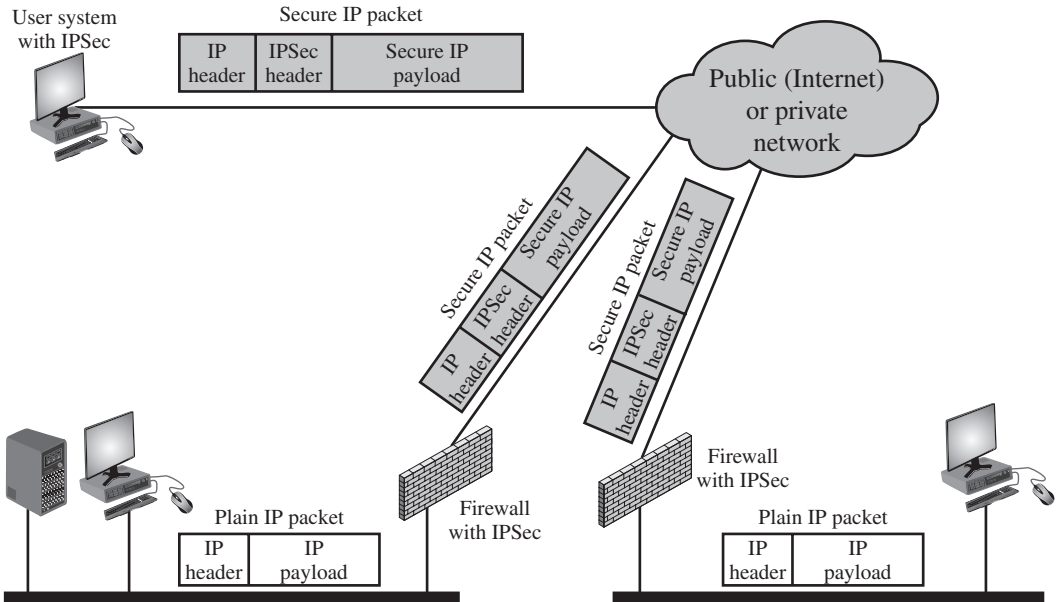 User system
with IPSec
Secure IP packet
IP
header
IPSec
header
Secure IP
payload
Public (Internet)
or private
network
Secure IP packet
IP
header
IPSec
header
Secure IP
payload
Secure IP packet
IP
header
IPSec
header
Secure IP
payload
Firewall
with IPSec
Firewall
with IPSec
Plain IP packet
IP
header
IP
payload
Plain IP packet
IP
header
IP
payload